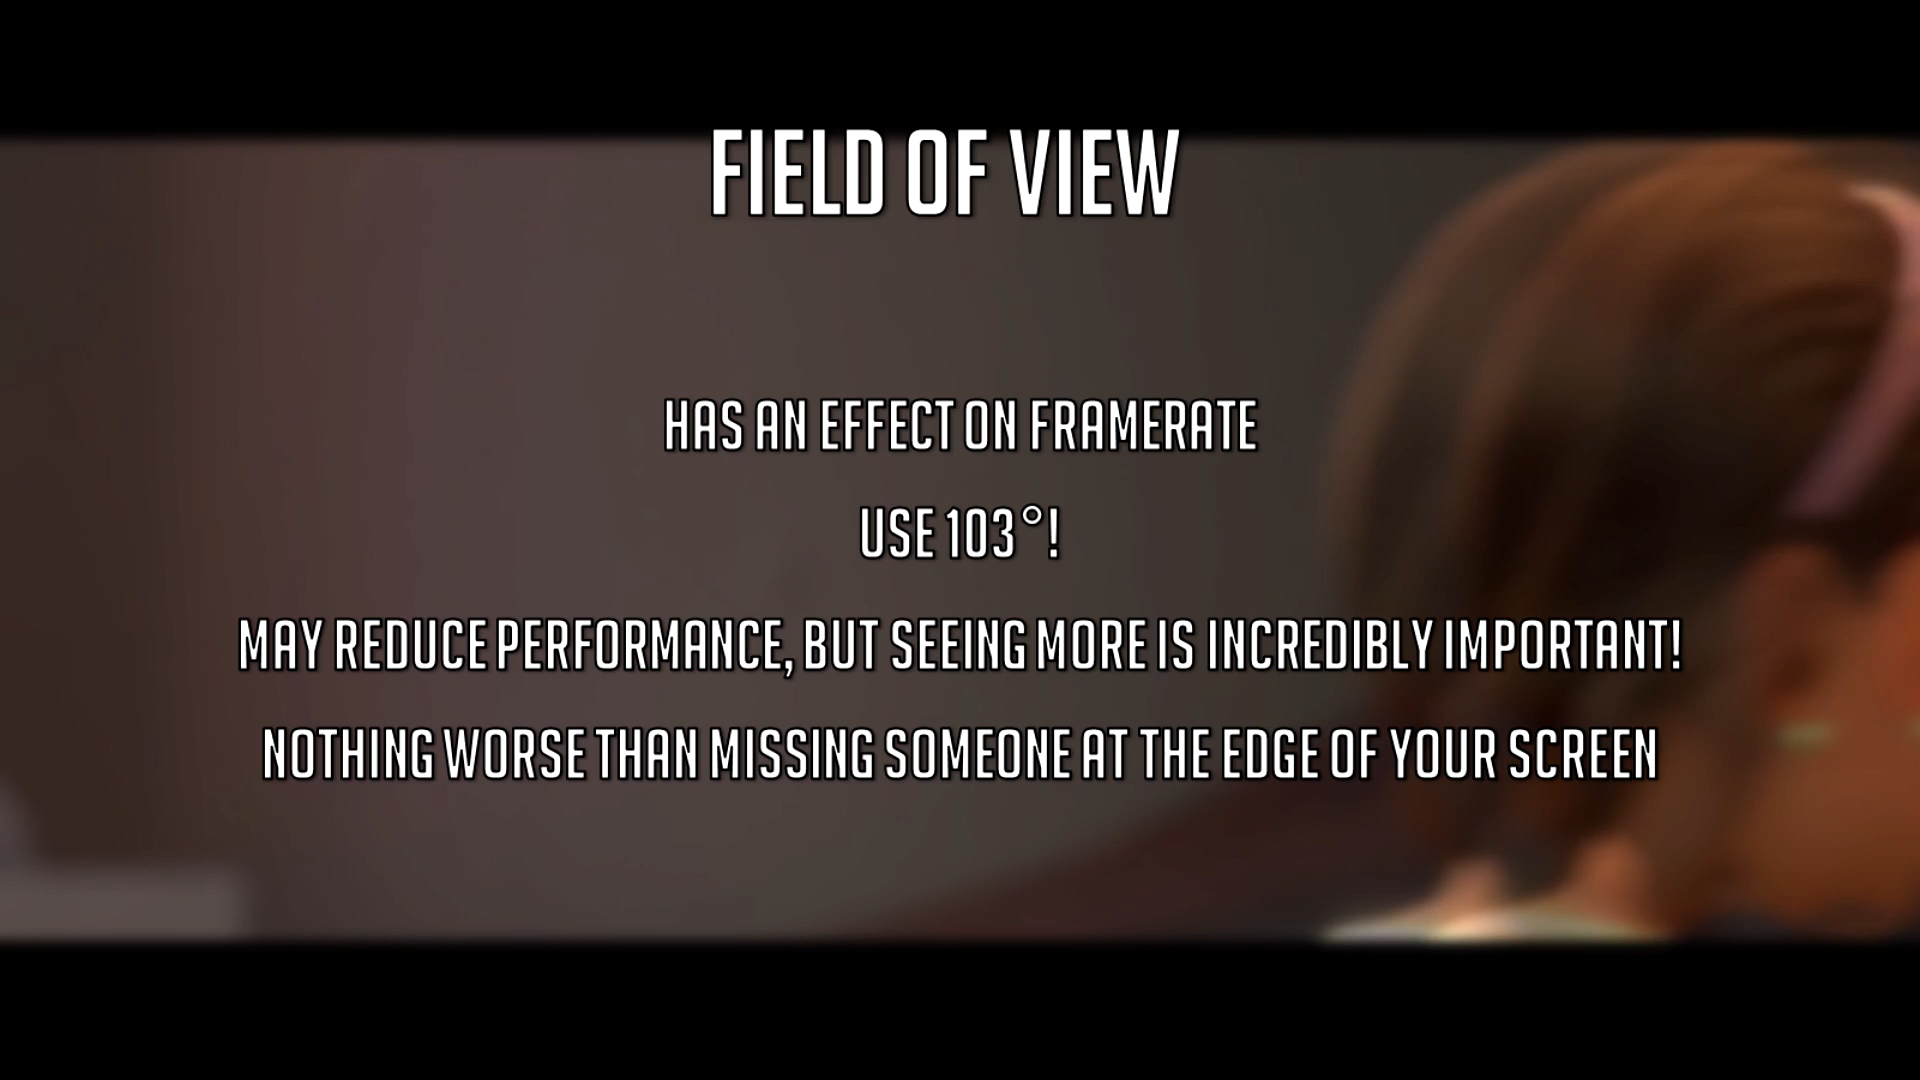 FIELD OF VIEW
HAS AN EFFECT ON FRAMERATE
USE 103°!
MAY REDUCE PERFORMANCE, BUT SEEING MORE IS INCREDIBLY IMPORTANT!
NOTHING WORSE THAN MISSING SOMEONE AT THE EDGE OF YOUR SCREEN